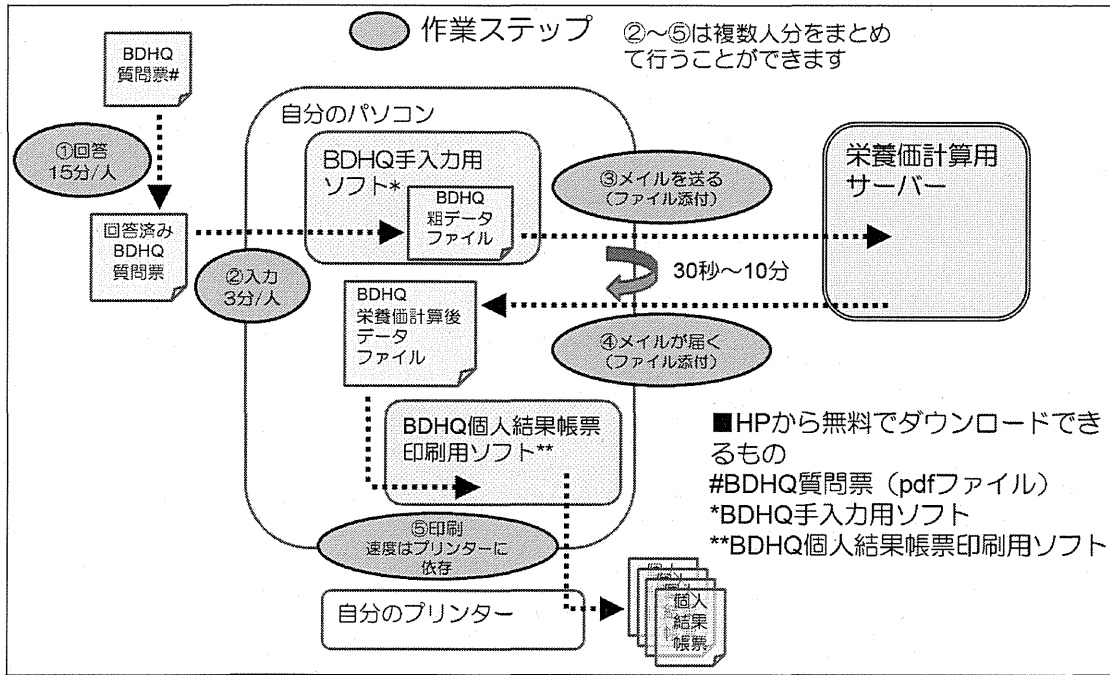 作業ステップ
②～⑤は複数人分をまとめ
て行うことができます
BDHQ
質問票#
①回答
15分/人
回答済み
BDHQ
質問票
②入力
3分/人
自分のパソコン
BDHQ手入力用
ソフト*
BDHQ
粗データ
ファイル
③メイルを送る
(ファイル添付)
栄養価計算用
サーバー
30秒～10分
④メイルが届く
(ファイル添付)
BDHQ
栄養価計算後
データ
ファイル
BDHQ個人結果帳票
印刷用ソフト**
⑤印刷
速度はプリンターに
依存
自分のプリンター
個人
結果
帳票
■HPから無料でダウンロードでき
るもの
#BDHQ質問票（pdfファイル）
*BDHQ手入力用ソフト
**BDHQ個人結果帳票印刷用ソフト